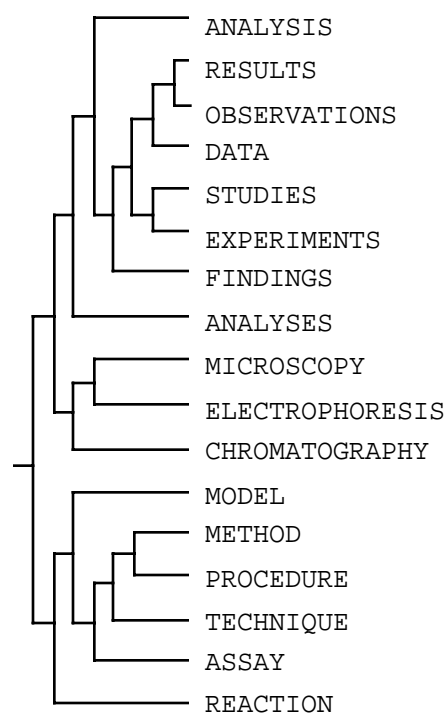 ANALYSIS
RESULTS
OBSERVATIONS
DATA
STUDIES
EXPERIMENTS
FINDINGS
ANALYSES
MICROSCOPY
ELECTROPHORESIS
CHROMATOGRAPHY
MODEL
METHOD
PROCEDURE
TECHNIQUE
ASSAY
REACTION